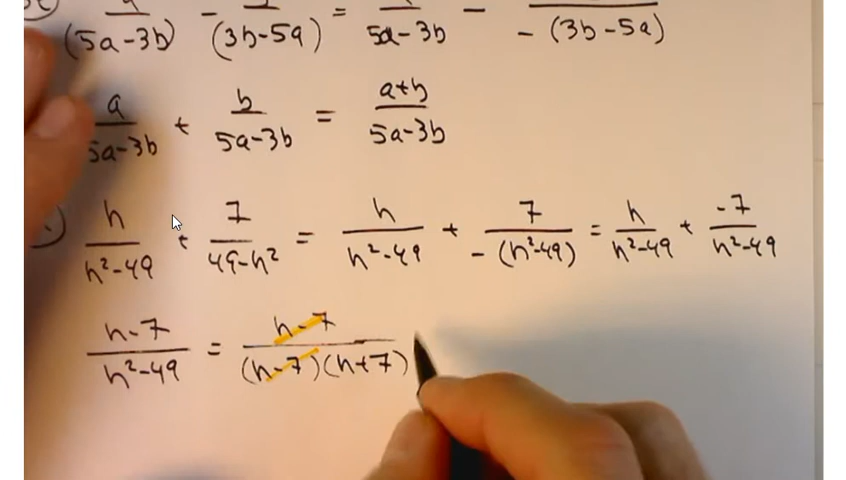 (5a-3b) - (3b-5a) = 5a-3b - -(3b-5a)
a/5a-3b + b/5a-3b = a+b/5a-3b
h/h²-49 + 7/49-h² = h/h²-49 + 7/-(h²-49) = h/h²-49 + -7/h²-49
h-7/h²-49 = h-7/(h-7)(h+7)